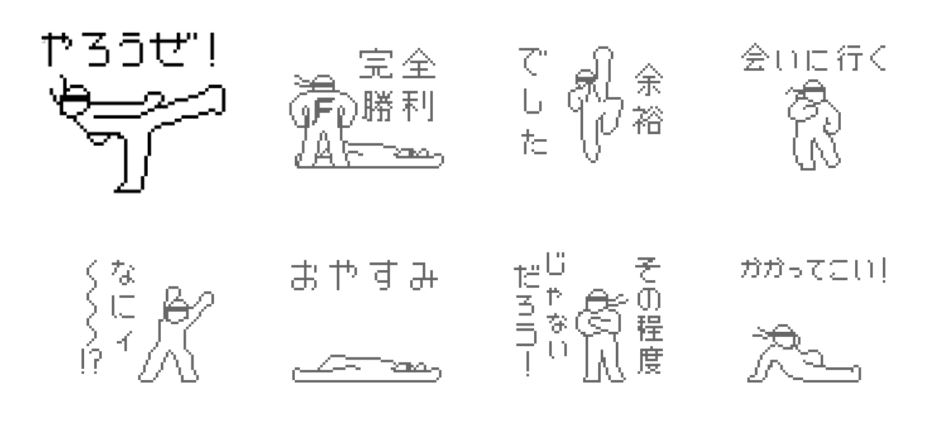 やろうぜ!
完全
勝利
F
余裕
でした
会いに行く
なにィ
〜〜〜!?
おやすみ
その程度
じゃない
だろう!
かかってこい!